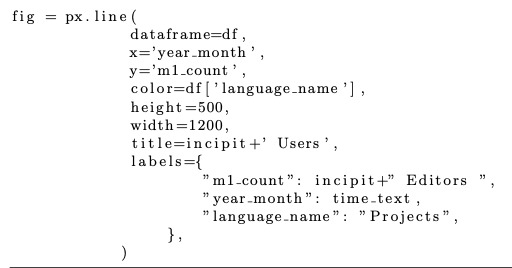 fig = px.line(
dataframe=df,
x='year_month',
y='m1_count',
color=df['language_name'],
height=500,
width=1200,
title=incipit+' Users',
labels={
"m1_count": incipit+" Editors ",
"year_month": time_text,
"language_name": "Projects",
},
)